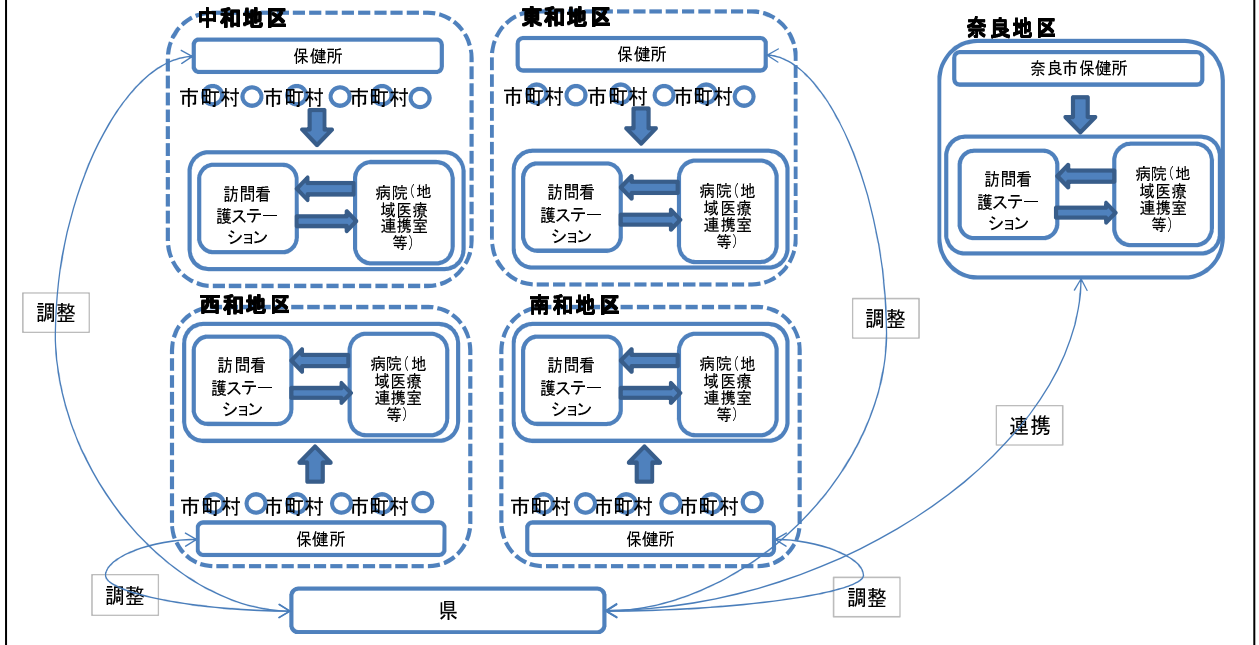 中和地区
保健所
市町村 市町村 市町村
訪問看
護ステー
ション
病院(地
域医療
連携室
等)
東和地区
保健所
市町村 市町村 市町村
訪問看
護ステー
ション
病院(地
域医療
連携室
等)
奈良地区
奈良市保健所
訪問看
護ステー
ション
病院(地
域医療
連携室
等)
調整
調整
西和地区
訪問看
護ステー
ション
病院(地
域医療
連携室
等)
市町村 市町村 市町村
保健所
南和地区
訪問看
護ステー
ション
病院(地
域医療
連携室
等)
市町村 市町村 市町村
保健所
連携
調整
調整
県